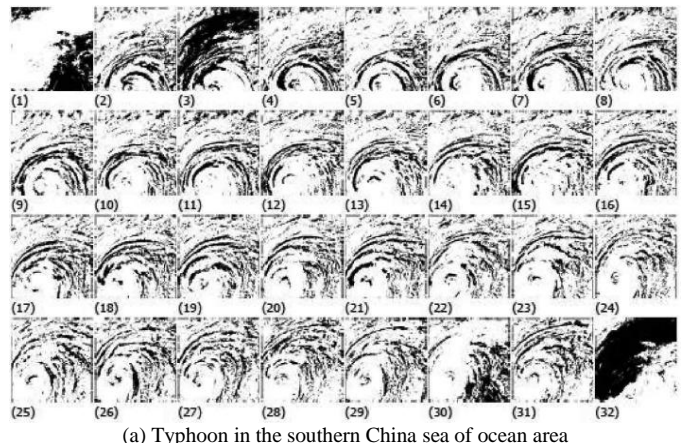 (1) (2) (3) (4) (5) (6) (7) (8)
(9) (10) (11) (12) (13) (14) (15) (16)
(17) (18) (19) (20) (21) (22) (23) (24)
(25) (26) (27) (28) (29) (30) (31) (32)
(a) Typhoon in the southern China sea of ocean area